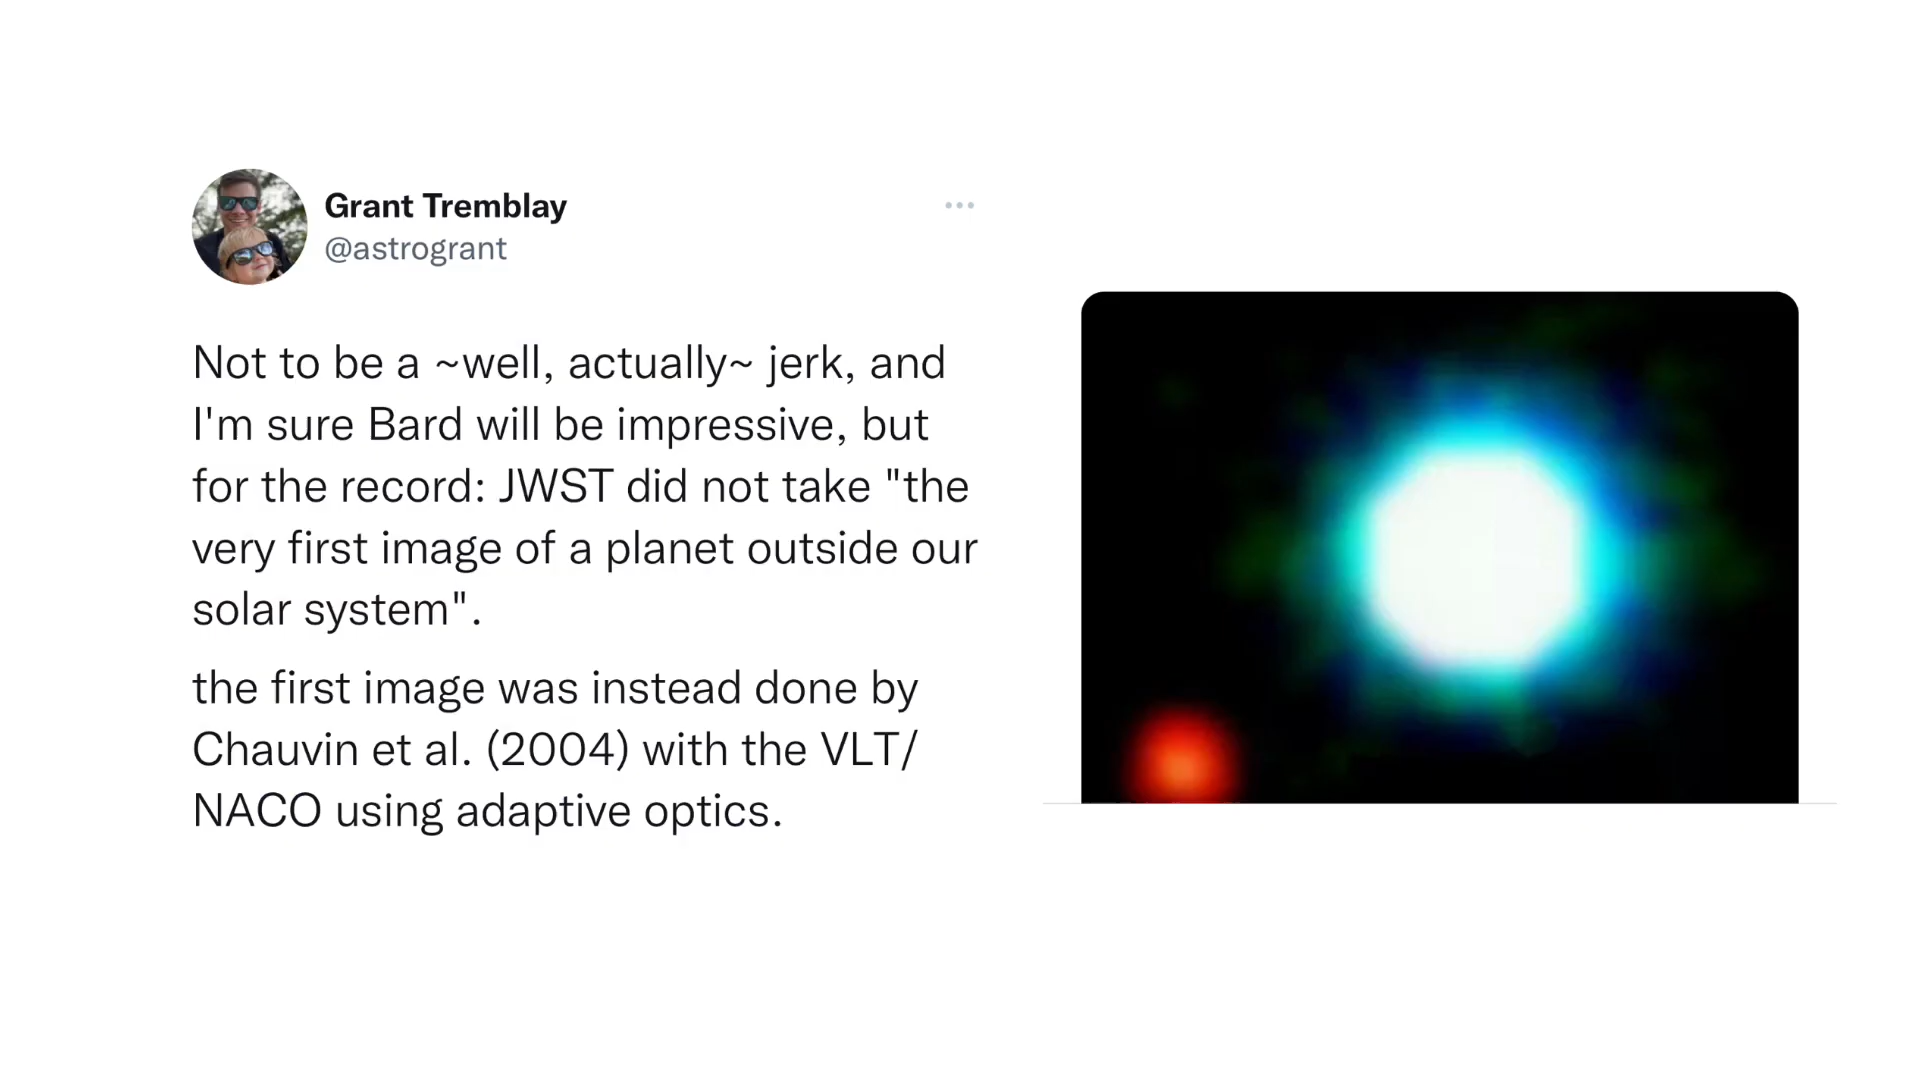 Grant Tremblay
@astrogrant
Not to be a ~well, actually~ jerk, and
I'm sure Bard will be impressive, but
for the record: JWST did not take "the
very first image of a planet outside our
solar system".
the first image was instead done by
Chauvin et al. (2004) with the VLT/
NACO using adaptive optics.